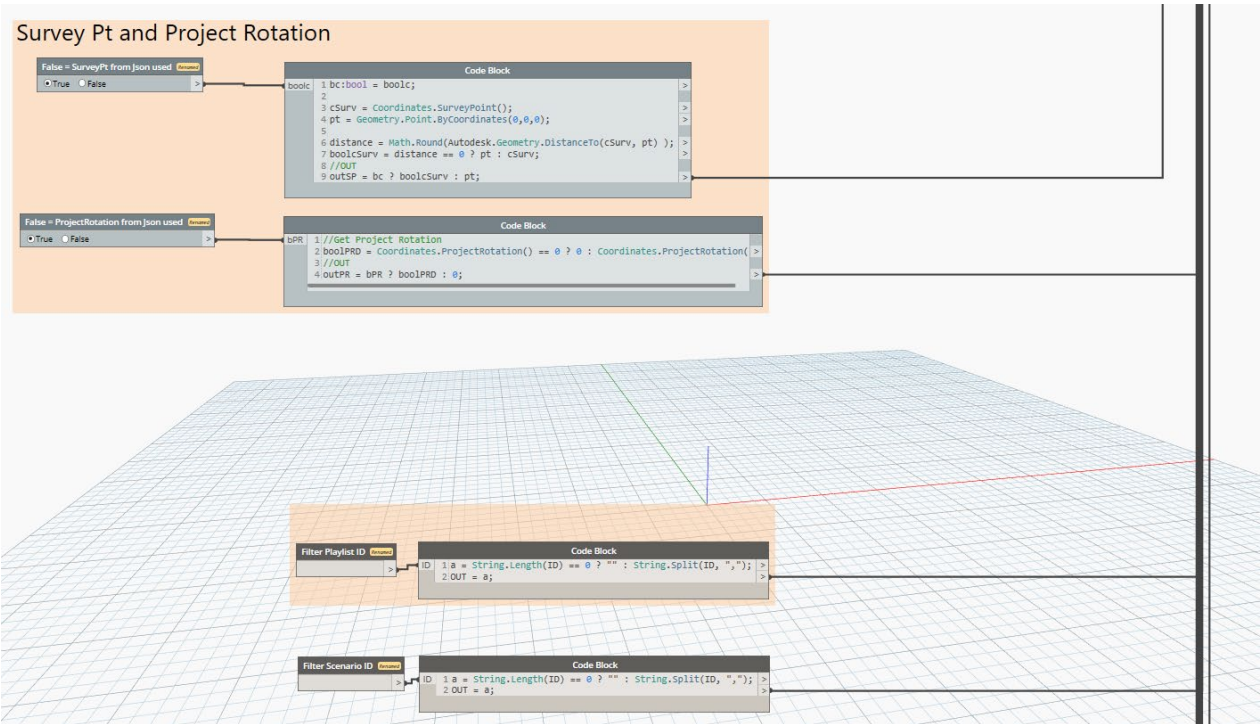 Survey Pt and Project Rotation
False = SurveyPt from Json used Renamed
True False >
Code Block
boolc 1 bc:bool = boolc; >
2
3 cSurv = Coordinates.SurveyPoint(); >
4 pt = Geometry.Point.ByCoordinates(0,0,0); >
5
6 distance = Math.Round(Autodesk.Geometry.DistanceTo(cSurv, pt) ); >
7 boolcSurv = distance == 0 ? pt : cSurv; >
8 //OUT
9 outSP = bc ? boolcSurv : pt; >
False = ProjectRotation from Json used Renamed
True False >
Code Block
bPR 1 //Get Project Rotation
2 boolPRD = Coordinates.ProjectRotation() == 0 ? 0 : Coordinates.ProjectRotation( >
3 //OUT
4 outPR = bPR ? boolPRD : 0; >
Filter Playlist ID Renamed
>
Code Block
ID 1 a = String.Length(ID) == 0 ? "" : String.Split(ID, ","); >
2 OUT = a; >
Filter Scenario ID Renamed
>
Code Block
ID 1 a = String.Length(ID) == 0 ? "" : String.Split(ID, ","); >
2 OUT = a; >